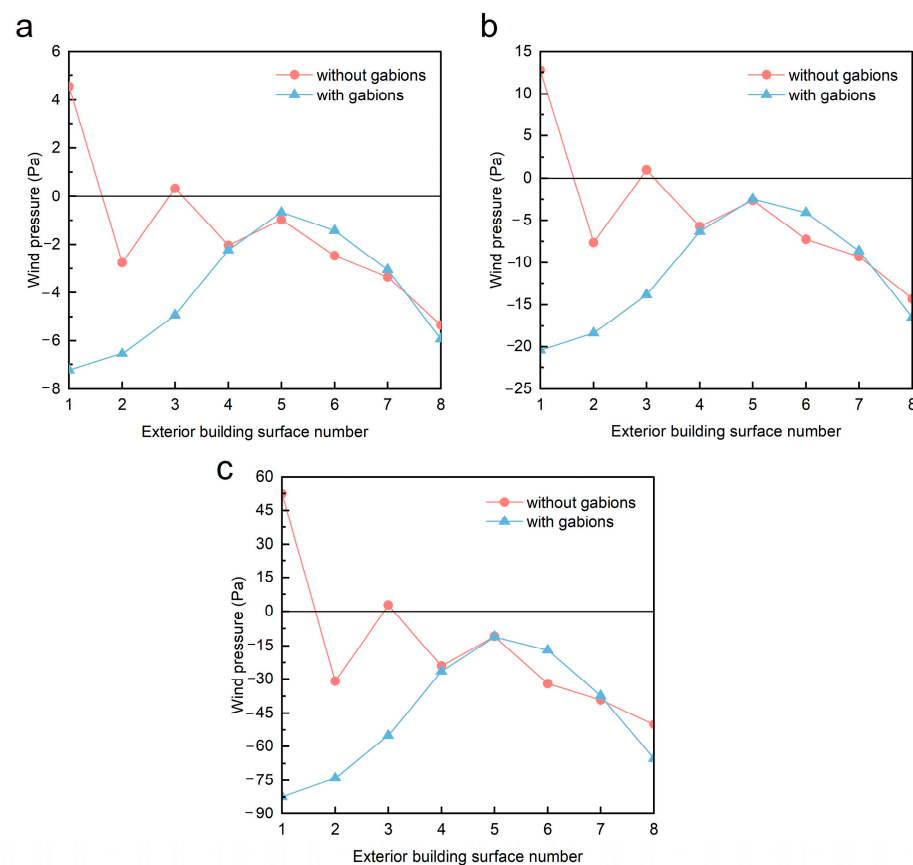 a
6
4
2
0
−2
−4
−6
−8
Wind pressure (Pa)
without gabions
with gabions
1 2 3 4 5 6 7 8
Exterior building surface number
b
15
10
5
0
−5
−10
−15
−20
−25
Wind pressure (Pa)
without gabions
with gabions
1 2 3 4 5 6 7 8
Exterior building surface number
c
60
45
30
15
0
−15
−30
−45
−60
−75
−90
Wind pressure (Pa)
without gabions
with gabions
1 2 3 4 5 6 7 8
Exterior building surface number